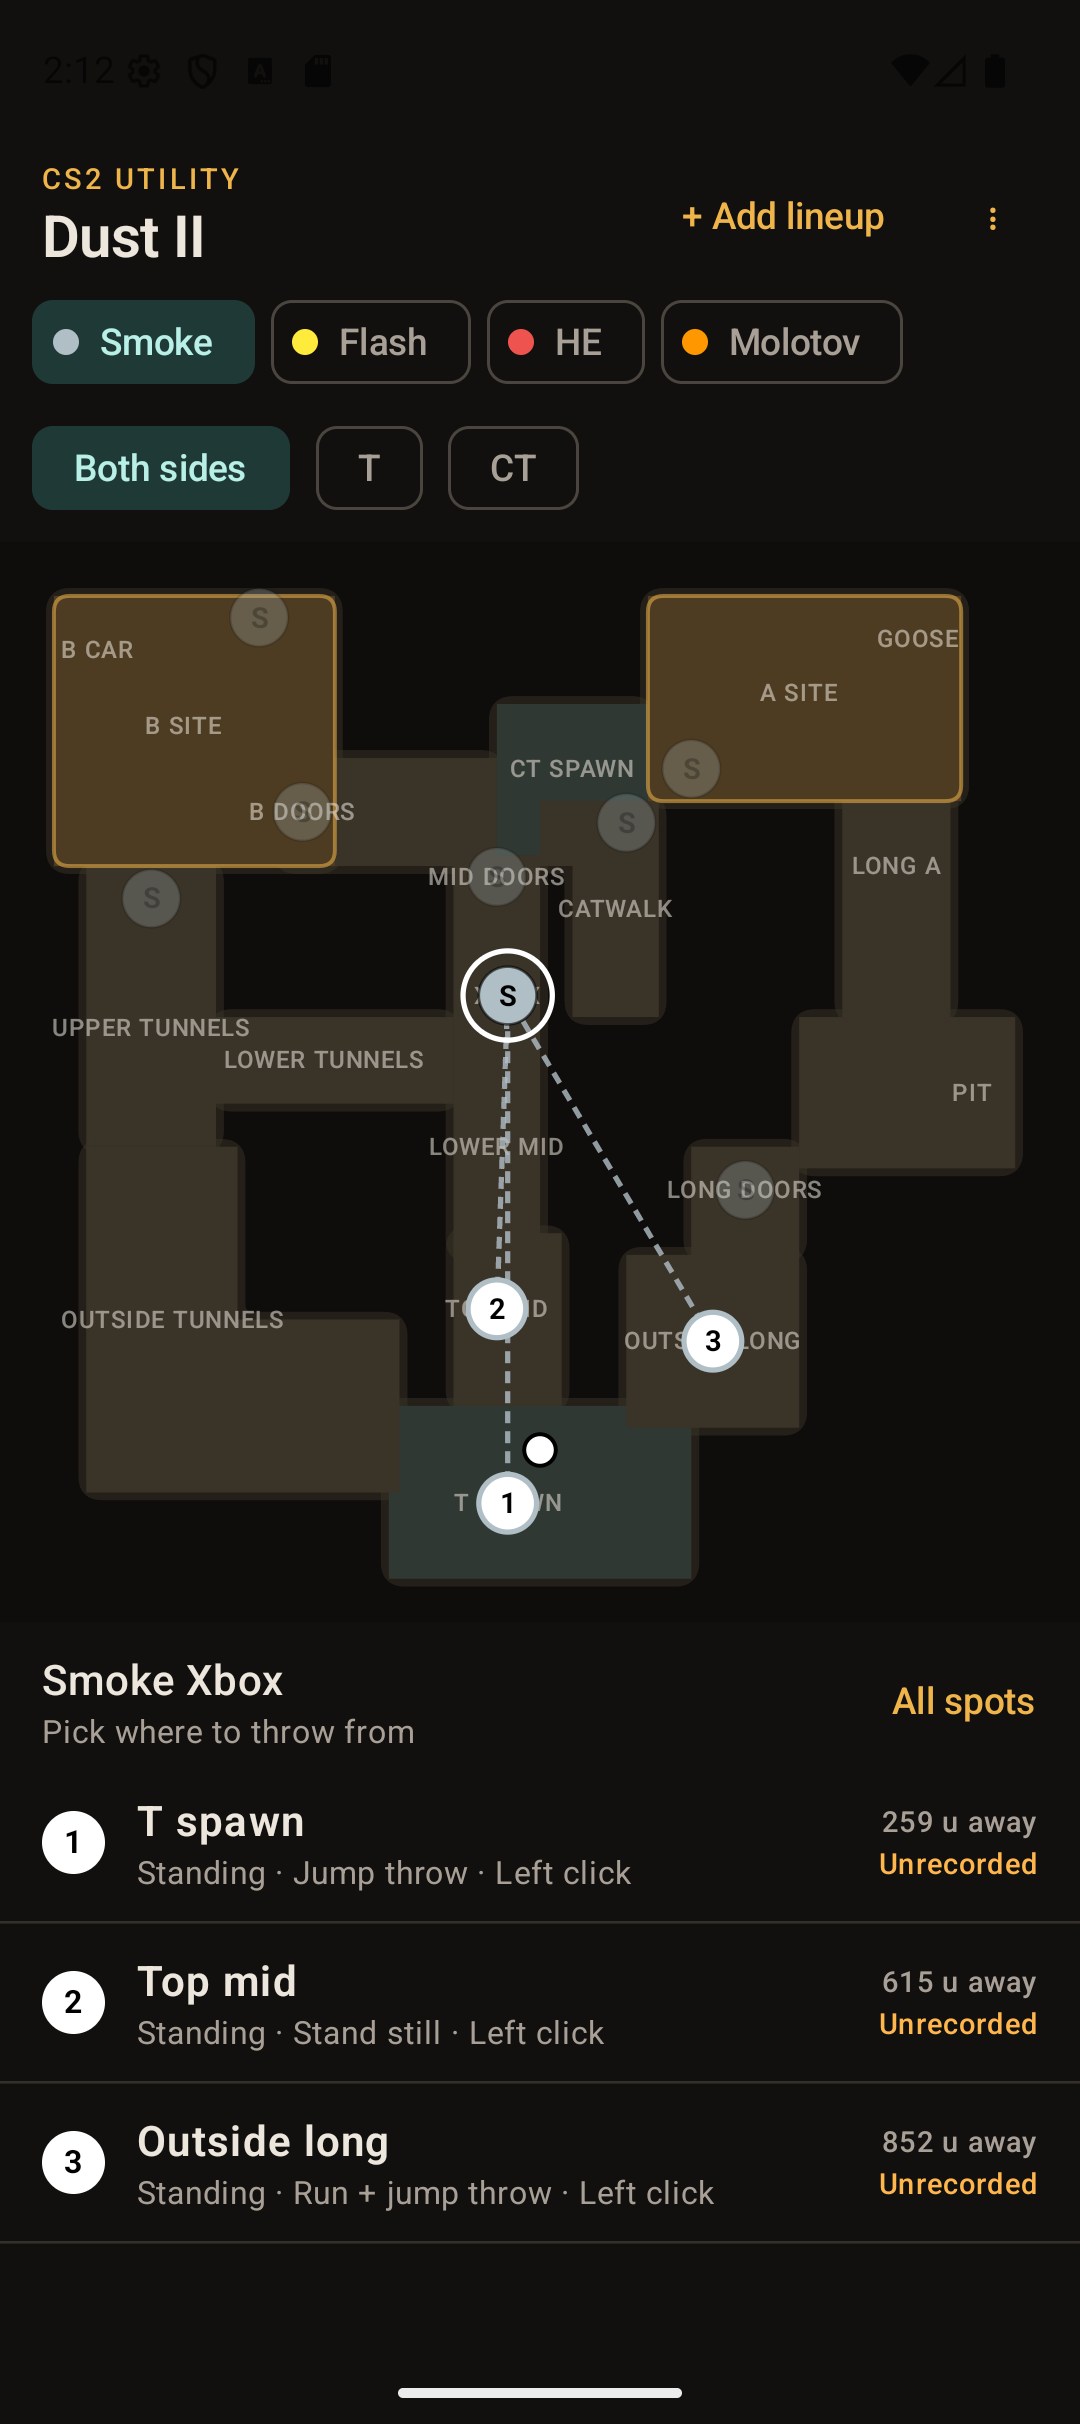 2:12
CS2 UTILITY
Dust II
+ Add lineup
Smoke
Flash
HE
Molotov
Both sides
T
CT
S
B CAR
GOOSE
A SITE
B SITE
CT SPAWN
S
B DOORS
S
S
MID DOORS
LONG A
S
CATWALK
S
UPPER TUNNELS
LOWER TUNNELS
PIT
LOWER MID
LONG DOORS
2
OUTSIDE TUNNELS
3
LONG
T
1
Smoke Xbox
Pick where to throw from
All spots
1
T spawn
Standing · Jump throw · Left click
259 u away
Unrecorded
2
Top mid
Standing · Stand still · Left click
615 u away
Unrecorded
3
Outside long
Standing · Run + jump throw · Left click
852 u away
Unrecorded